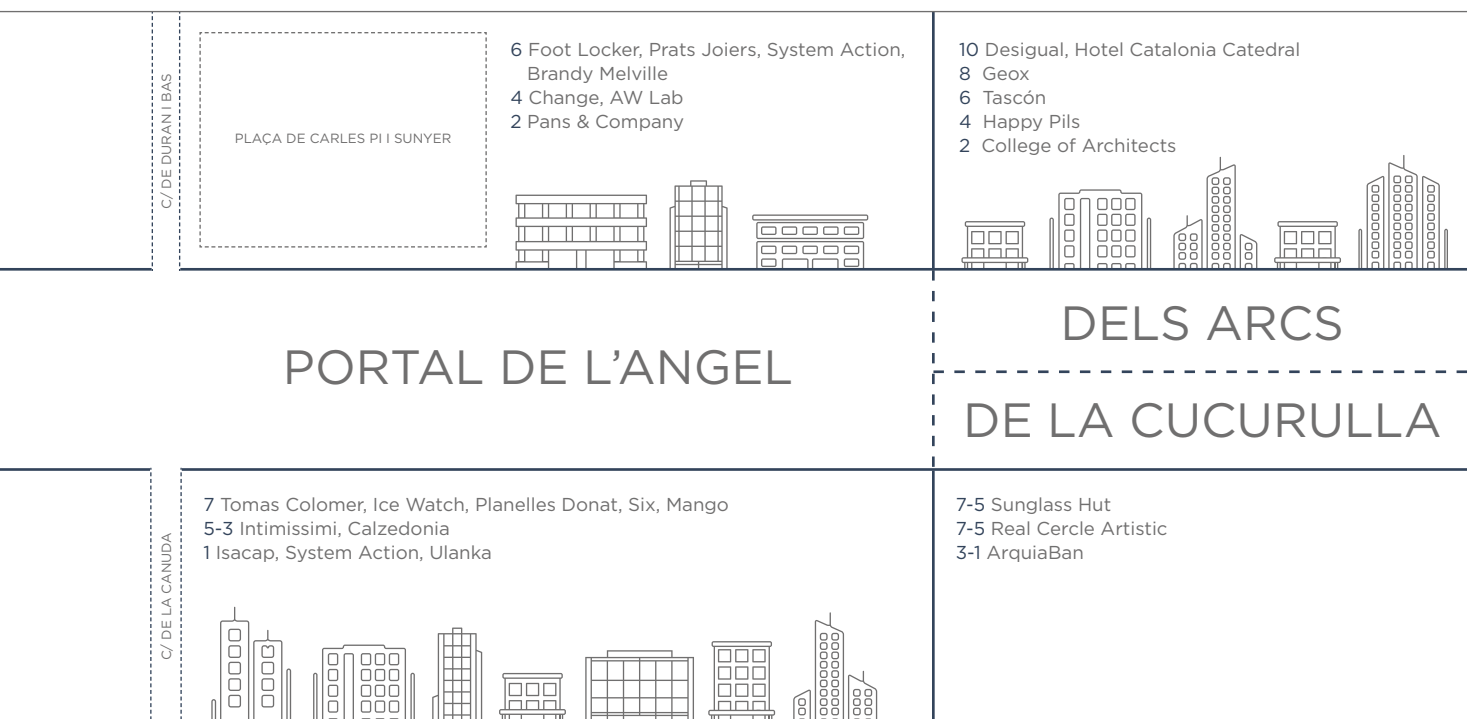 C/ DE DURAN I BAS
PLAÇA DE CARLES PI I SUNYER
6 Foot Locker, Prats Joiers, System Action,
Brandy Melville
4 Change, AW Lab
2 Pans & Company
10 Desigual, Hotel Catalonia Catedral
8 Geox
6 Tascón
4 Happy Pils
2 College of Architects
PORTAL DE L’ANGEL
DELS ARCS
DE LA CUCURULLA
C/ DE LA CANUDA
7 Tomas Colomer, Ice Watch, Planelles Donat, Six, Mango
5-3 Intimissimi, Calzedonia
1 Isacap, System Action, Ulanka
7-5 Sunglass Hut
7-5 Real Cercle Artistic
3-1 ArquiaBan